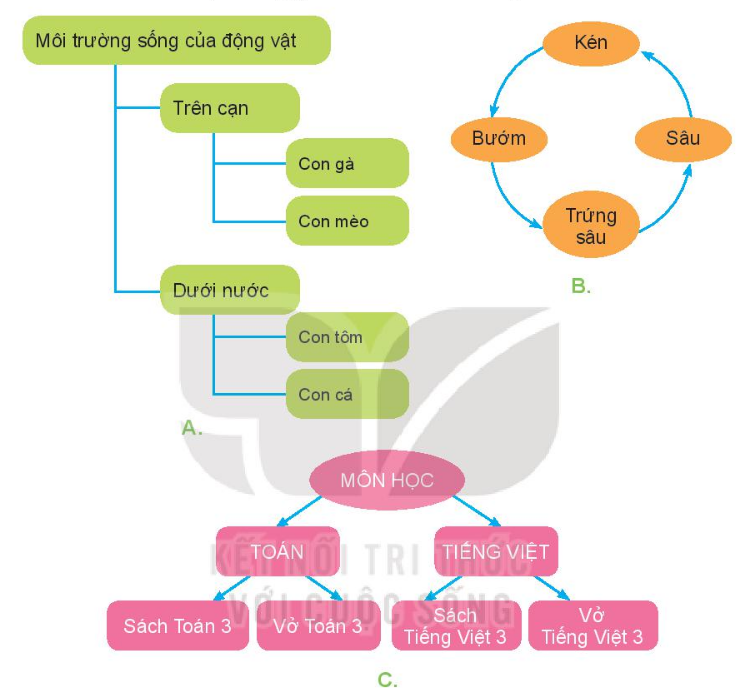 Môi trường sống của động vật
Trên cạn
Con gà
Con mèo
Dưới nước
Con tôm
Con cá
A.
Kén
Bướm
Sâu
Trứng
sâu
B.
MÔN HỌC
TOÁN
TIẾNG VIỆT
KẾT NỐI TRI THỨC
VỚI CUỘC SỐNG
Sách Toán 3
Vở Toán 3
Sách
Tiếng Việt 3
Vở
Tiếng Việt 3
C.